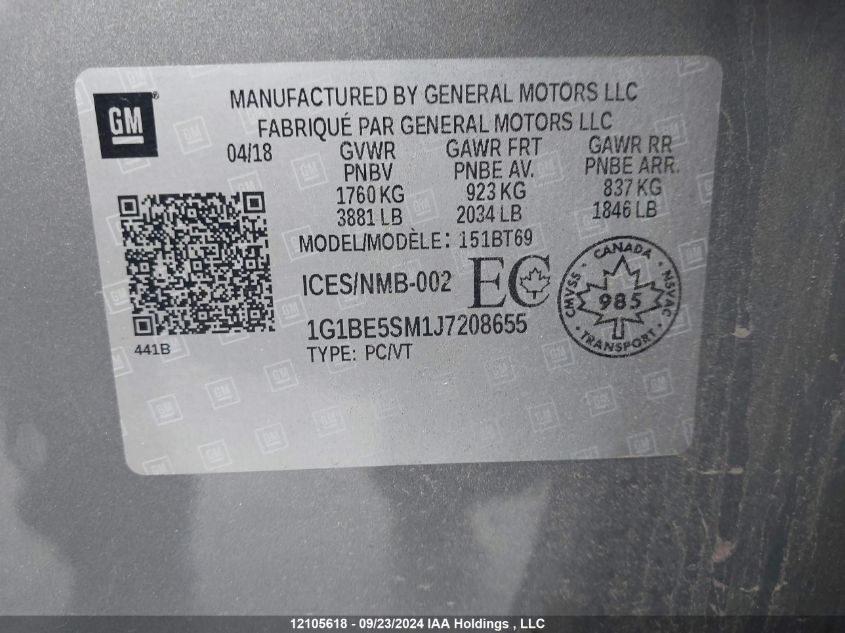 GM
MANUFACTURED BY GENERAL MOTORS LLC
FABRIQUÉ PAR GENERAL MOTORS LLC
04/18 GVWR GAWR FRT GAWR RR
PNBV PNBE AV. PNBE ARR.
1760 KG 923 KG 837 KG
3881 LB 2034 LB 1846 LB
MODEL/MODÈLE: 151BT69
ICES/NMB-002 EC
CANADA
CMVSS 985 NSVAC
TRANSPORT
1G1BE5SM1J7208655
441B TYPE: PC/VT
12105618 - 09/23/2024 IAA Holdings , LLC